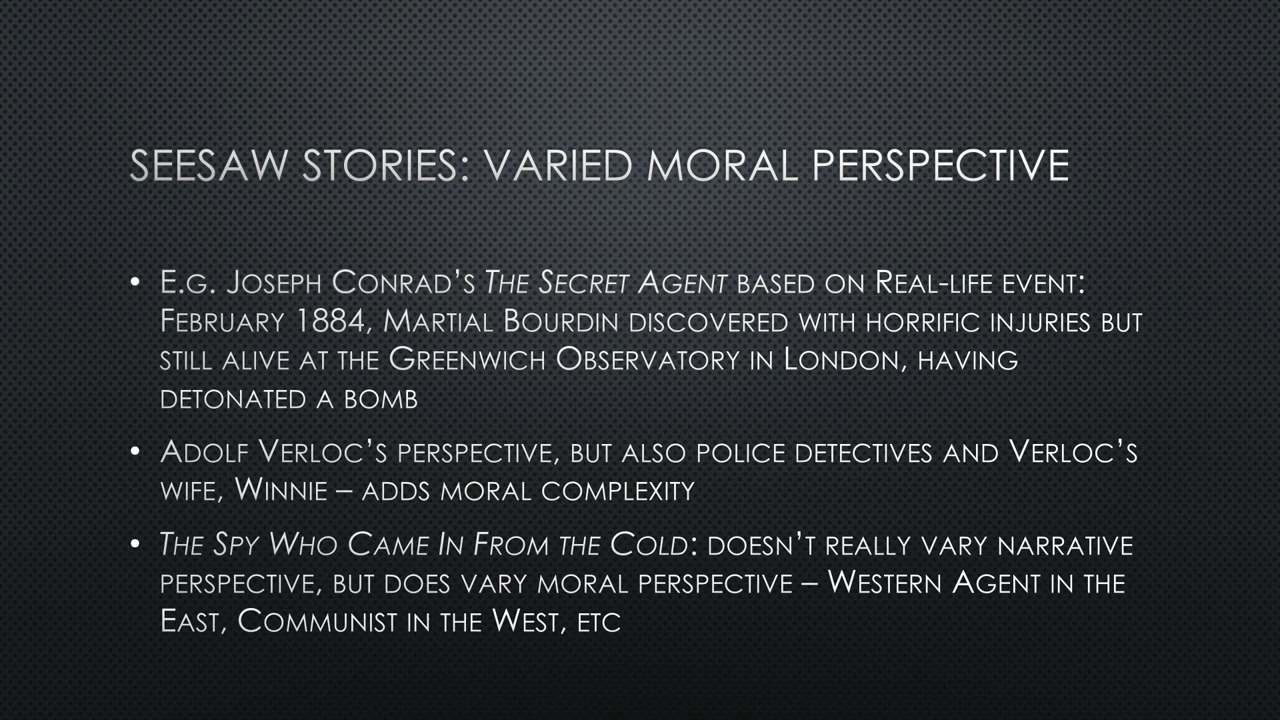 SEESAW STORIES: VARIED MORAL PERSPECTIVE
• E.G. JOSEPH CONRAD'S THE SECRET AGENT BASED ON REAL-LIFE EVENT:
FEBRUARY 1884, MARTIAL BOURDIN DISCOVERED WITH HORRIFIC INJURIES BUT
STILL ALIVE AT THE GREENWICH OBSERVATORY IN LONDON, HAVING
DETONATED A BOMB
• ADOLF VERLOC'S PERSPECTIVE, BUT ALSO POLICE DETECTIVES AND VERLOC'S
WIFE, WINNIE – ADDS MORAL COMPLEXITY
• THE SPY WHO CAME IN FROM THE COLD: DOESN'T REALLY VARY NARRATIVE
PERSPECTIVE, BUT DOES VARY MORAL PERSPECTIVE – WESTERN AGENT IN THE
EAST, COMMUNIST IN THE WEST, ETC